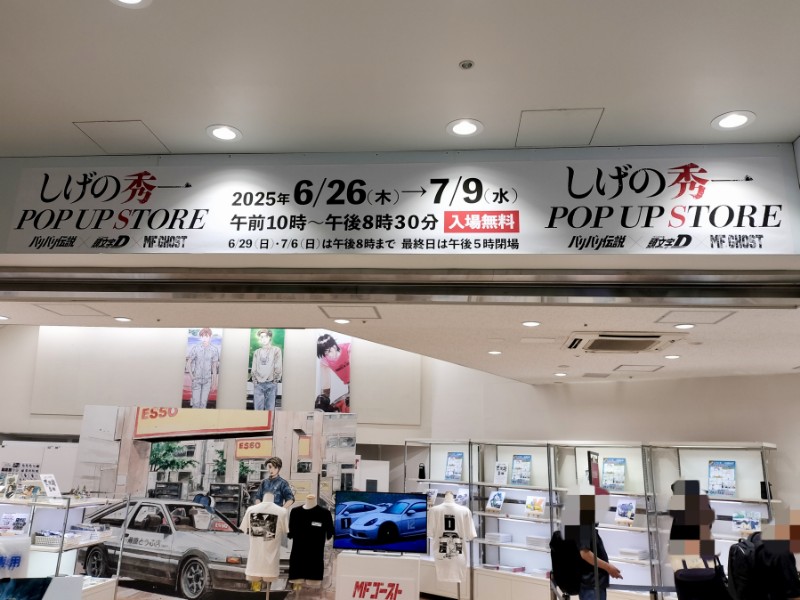 しげの秀一
POP UP STORE
バリバリ伝説 × 頭文字D × MF GHOST
2025年 6/26(木)→7/9(水)
午前10時～午後8時30分 入場無料
6/29(日)・7/6(日)は午後8時まで 最終日は午後5時閉場
しげの秀一
POP UP STORE
バリバリ伝説 × 頭文字D × MF GHOST
ESSO
ESSO
藤原とうふ店
MFゴースト